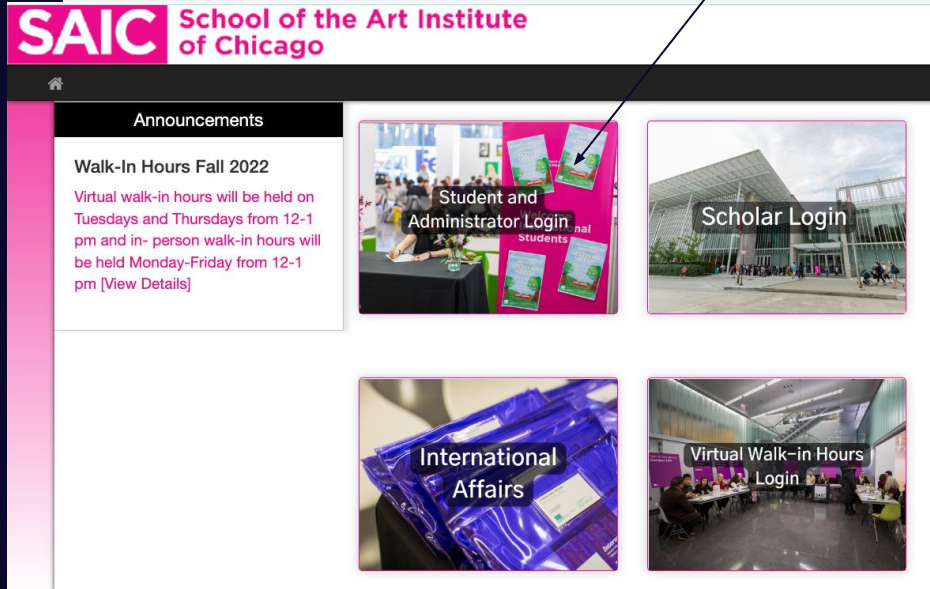 SAIC
School of the Art Institute
of Chicago
Announcements
Walk-In Hours Fall 2022
Virtual walk-in hours will be held on
Tuesdays and Thursdays from 12-1
pm and in- person walk-in hours will
be held Monday-Friday from 12-1
pm [View Details]
Student and
Administrator Login
Students
Scholar Login
International
Affairs
Virtual Walk-in Hours
Login
SAIC